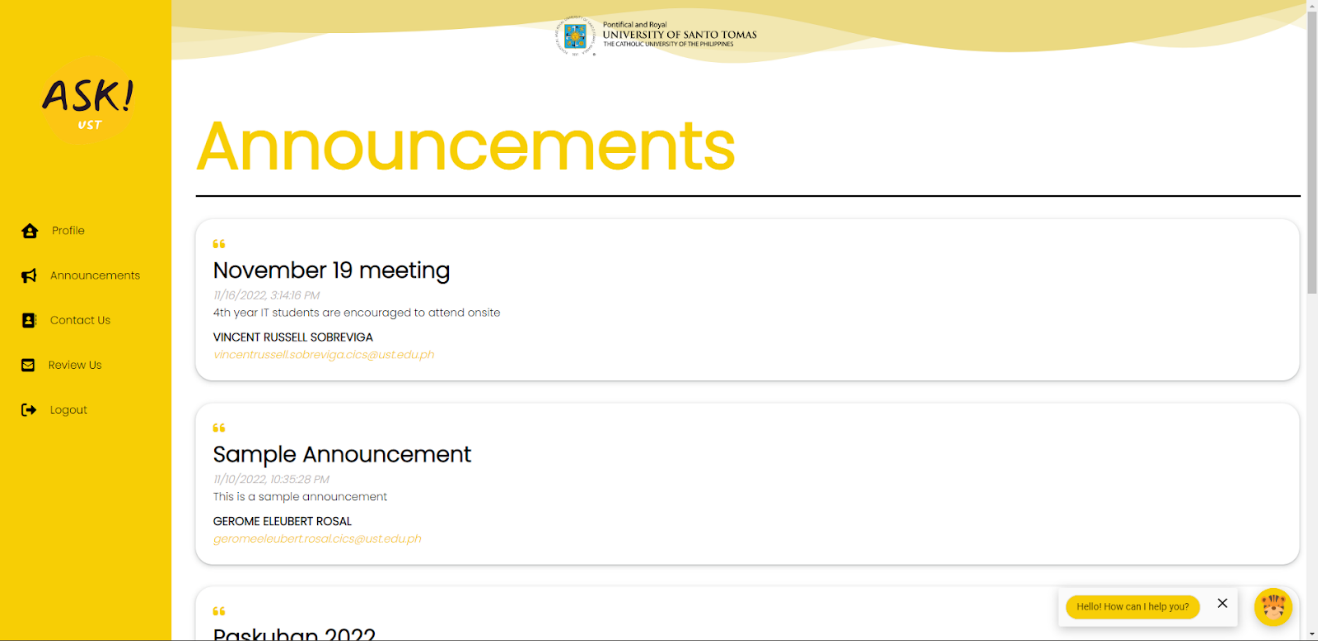 ASK!
UST
Profile
Announcements
Contact Us
Review Us
Logout
Pontifical and Royal
UNIVERSITY OF SANTO TOMAS
THE CATHOLIC UNIVERSITY OF THE PHILIPPINES
Announcements
November 19 meeting
11/16/2022, 3:14:16 PM
4th year IT students are encouraged to attend onsite
VINCENT RUSSELL SOBREVIGA
vincentrussell.sobreviga.cics@ust.edu.ph
Sample Announcement
11/10/2022, 10:35:28 PM
This is a sample announcement
GEROME ELEUBERT ROSAL
geromeeleubert.rosal.cics@ust.edu.ph
Paskuhan 2022
Hello! How can I help you?